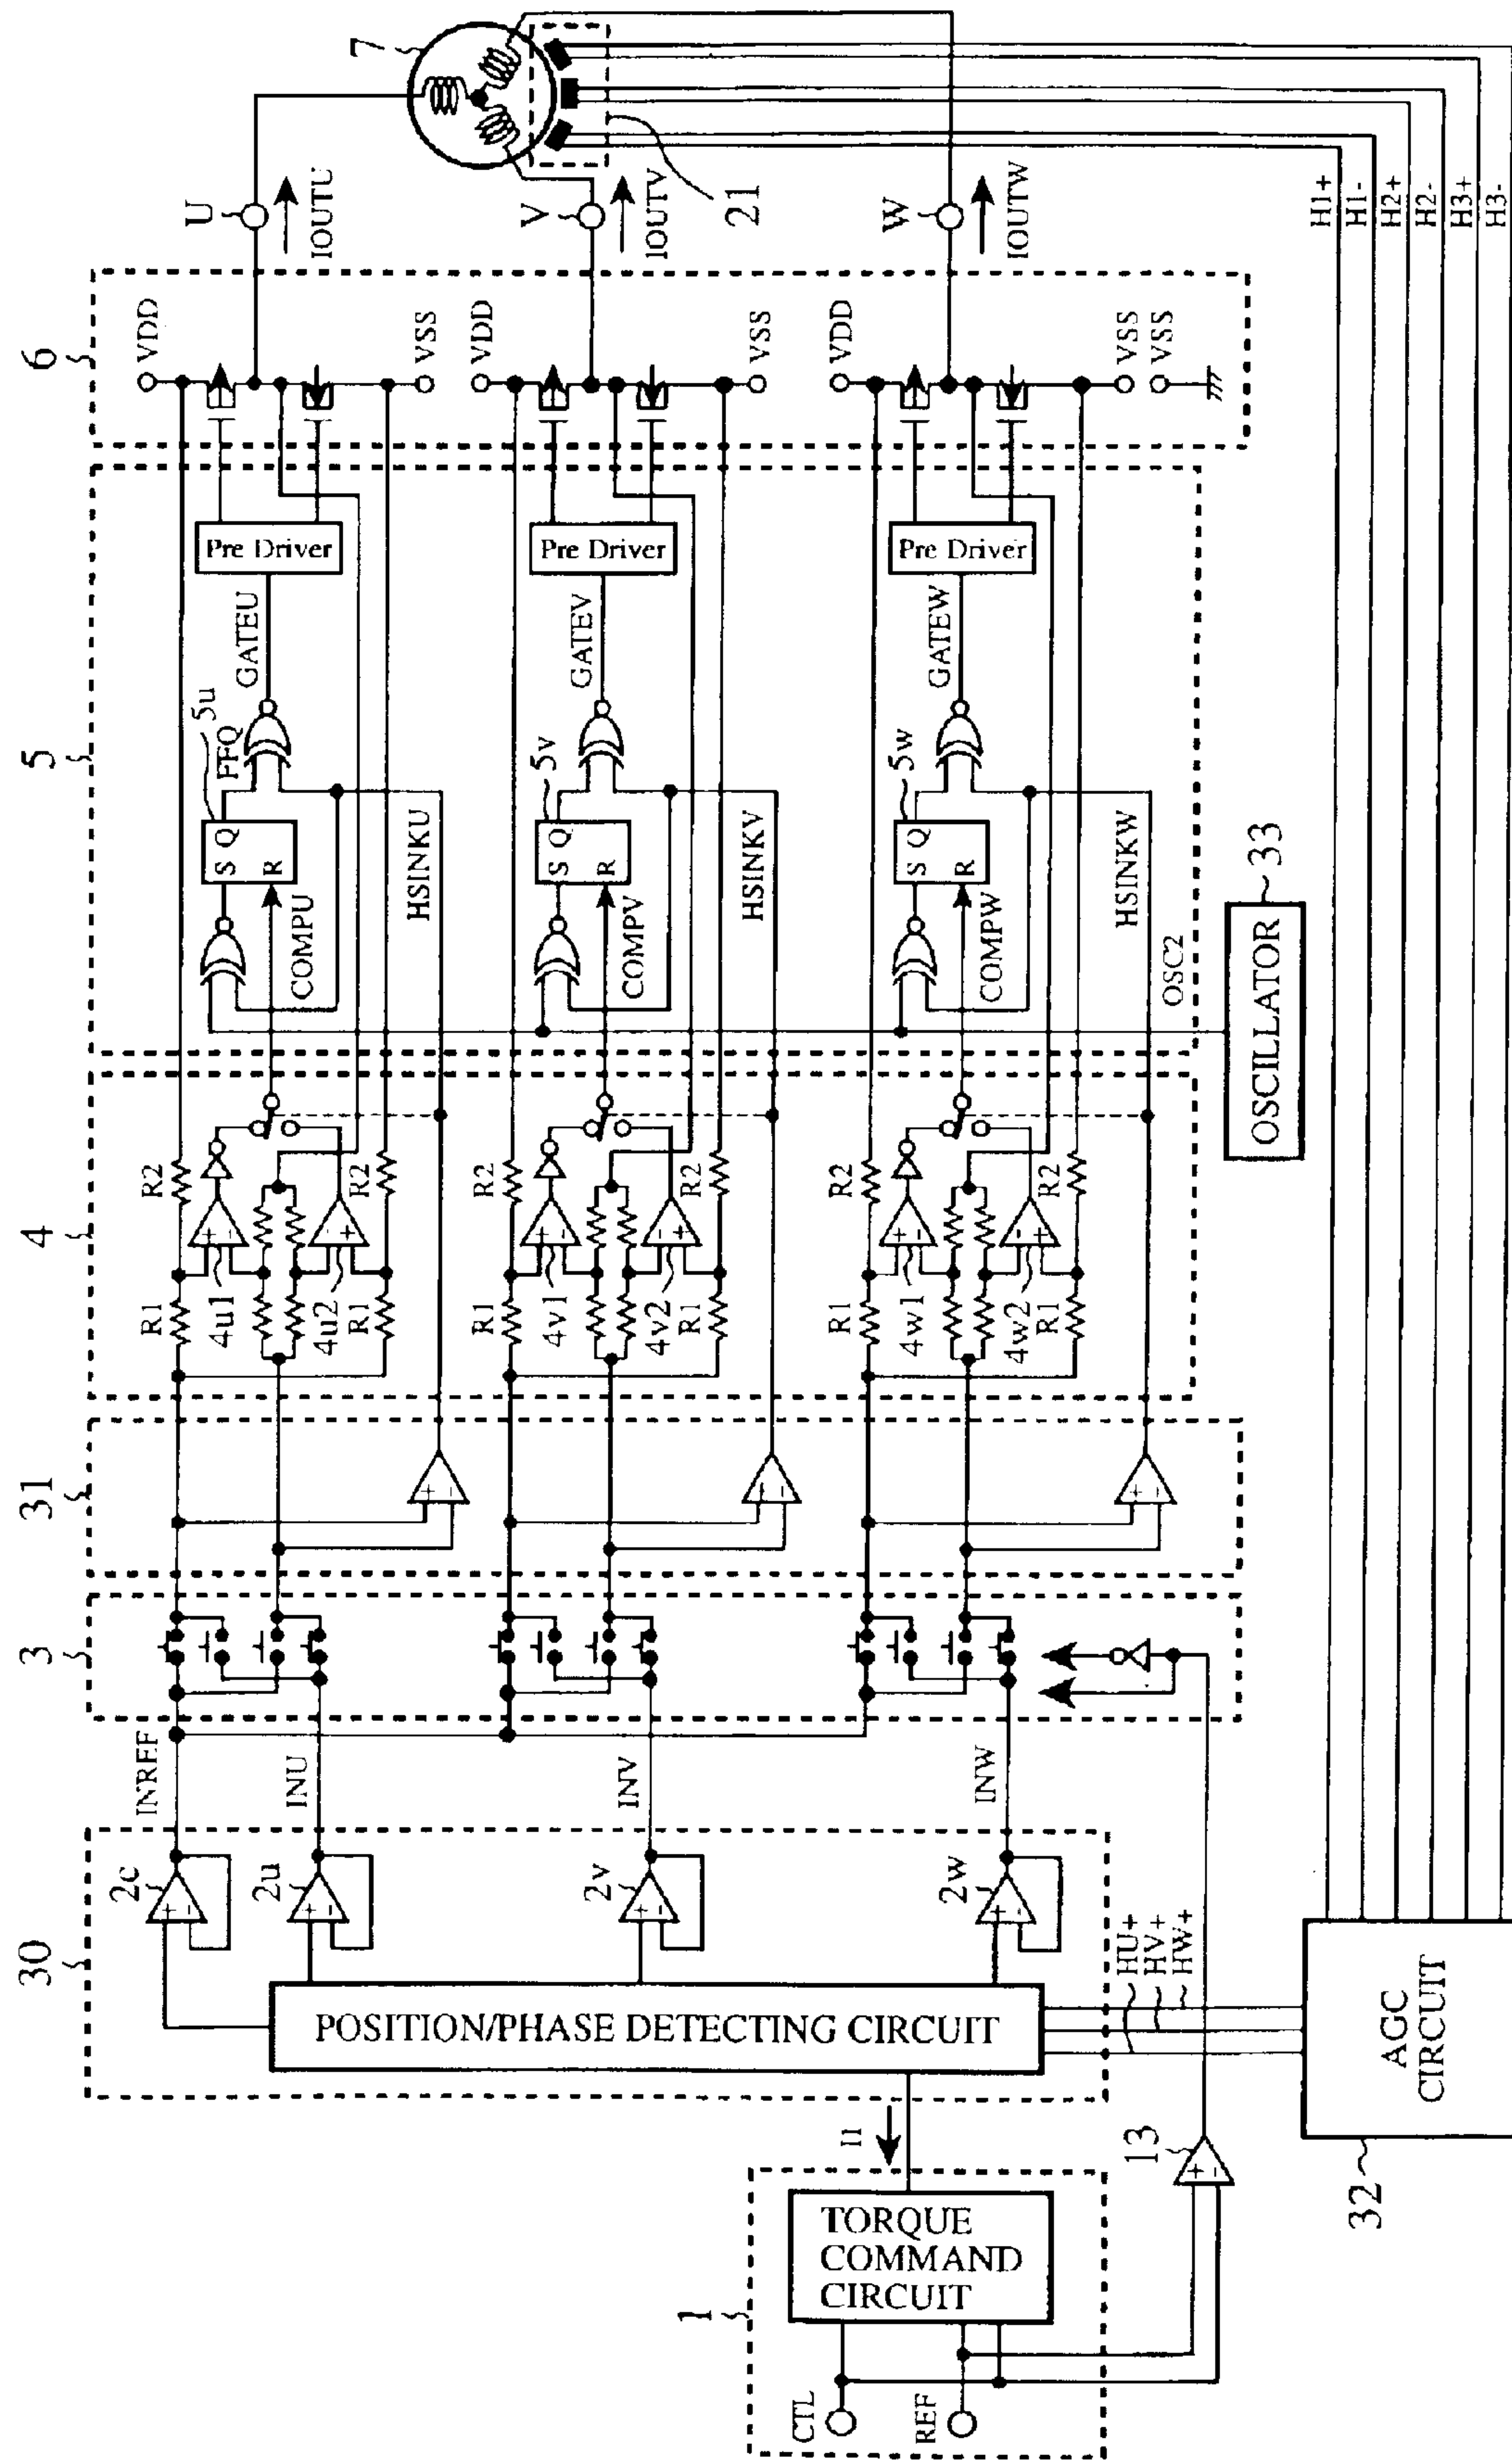 1
CTL
REF
TORQUE
COMMAND
CIRCUIT
I1
13
+
-
30
POSITION/PHASE DETECTING CIRCUIT
2c
+
-
2u
+
-
2v
+
-
2w
+
-
HU+
HV+
HW+
32
AGC
CIRCUIT
INREF
INU
INV
INW
3
31
+
-
+
-
+
-
4
R1
R2
4u1
+
-
4u2
-
+
R1
R2
R1
R2
4v1
+
-
4v2
-
+
R1
R2
R1
R2
4w1
+
-
4w2
-
+
R1
R2
OSCILLATOR
33
OSC2
5
COMPU
S Q
R
5u
FFQ
GATEU
Pre Driver
HSINKU
COMPV
S Q
R
5v
GATEV
Pre Driver
HSINKV
COMPW
S Q
R
5w
GATEW
Pre Driver
HSINKW
6
VDD
VSS
VDD
VSS
VDD
VSS
VSS
U
IOUTU
V
IOUTV
W
IOUTW
7
21
H1+
H1-
H2+
H2-
H3+
H3-